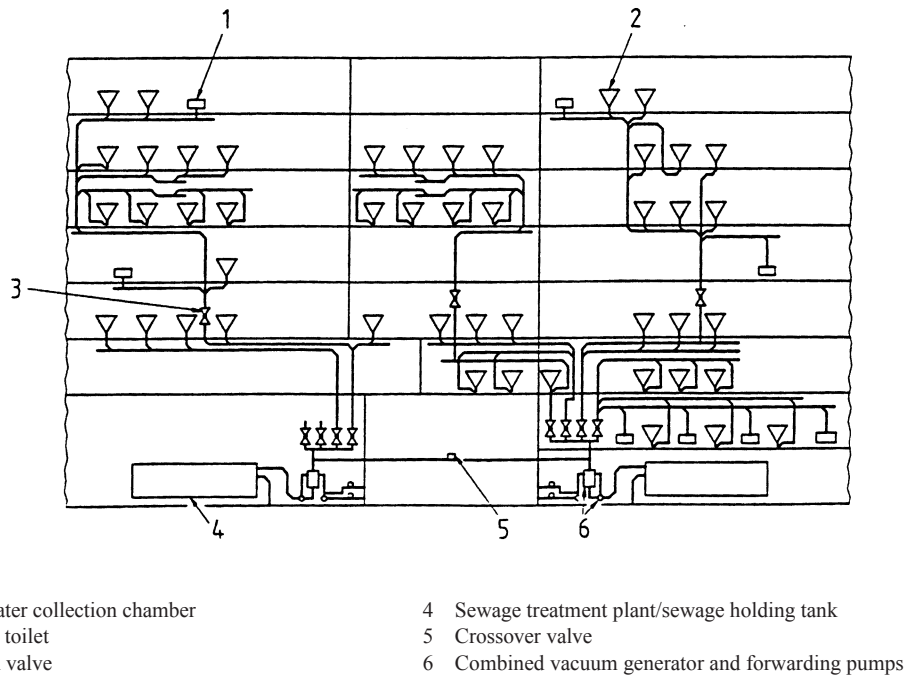 1
2
3
4
5
6
ater collection chamber
toilet
valve
4 Sewage treatment plant/sewage holding tank
5 Crossover valve
6 Combined vacuum generator and forwarding pumps